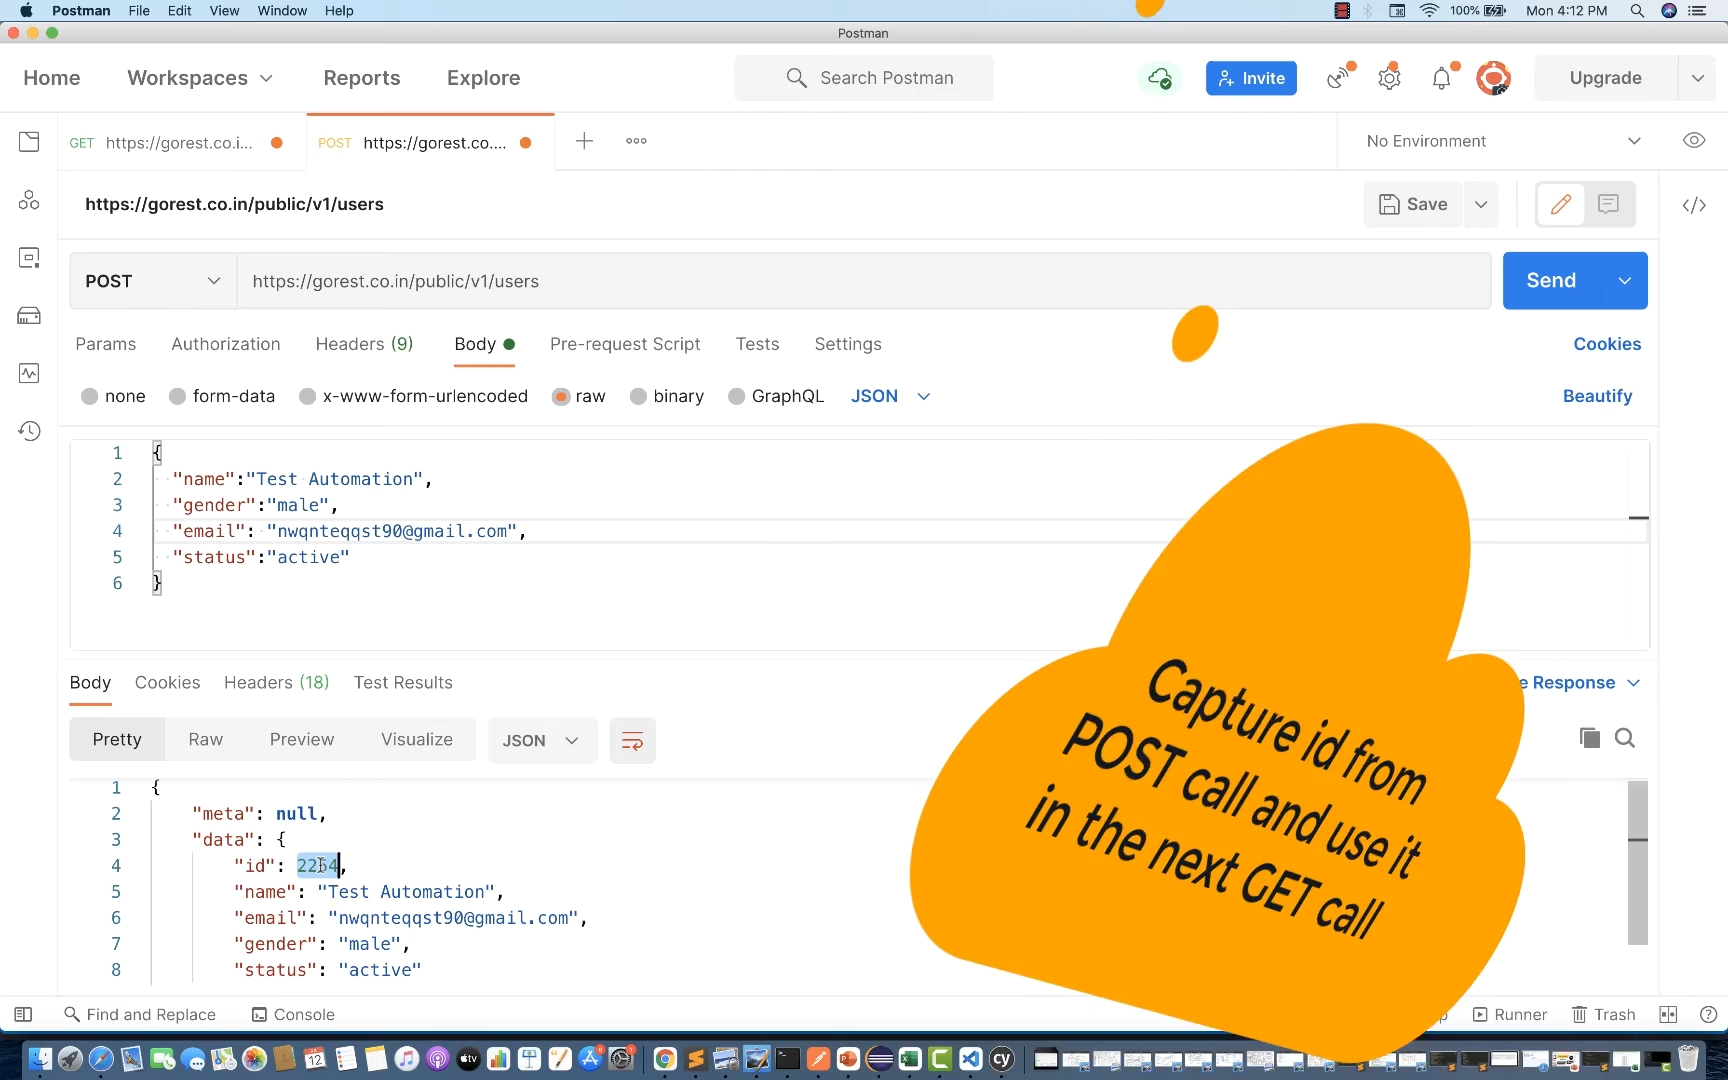 Postman File Edit View Window Help 100% Mon 4:12 PM
Postman
Home Workspaces Reports Explore Search Postman Invite Upgrade
GET https://gorest.co.i... POST https://gorest.co.... No Environment
https://gorest.co.in/public/v1/users Save
POST https://gorest.co.in/public/v1/users Send
Params Authorization Headers (9) Body Pre-request Script Tests Settings Cookies
none form-data x-www-form-urlencoded raw binary GraphQL JSON Beautify
1 {
2 "name":"Test Automation",
3 "gender":"male",
4 "email": "nwqnteqqst90@gmail.com",
5 "status":"active"
6 }
Body Cookies Headers (18) Test Results e Response
Pretty Raw Preview Visualize JSON
1 {
2 "meta": null,
3 "data": {
4 "id": 2264,
5 "name": "Test Automation",
6 "email": "nwqnteqqst90@gmail.com",
7 "gender": "male",
8 "status": "active"
Capture id from
POST call and use it
in the next GET call
Find and Replace Console Runner Trash
12 tv cy